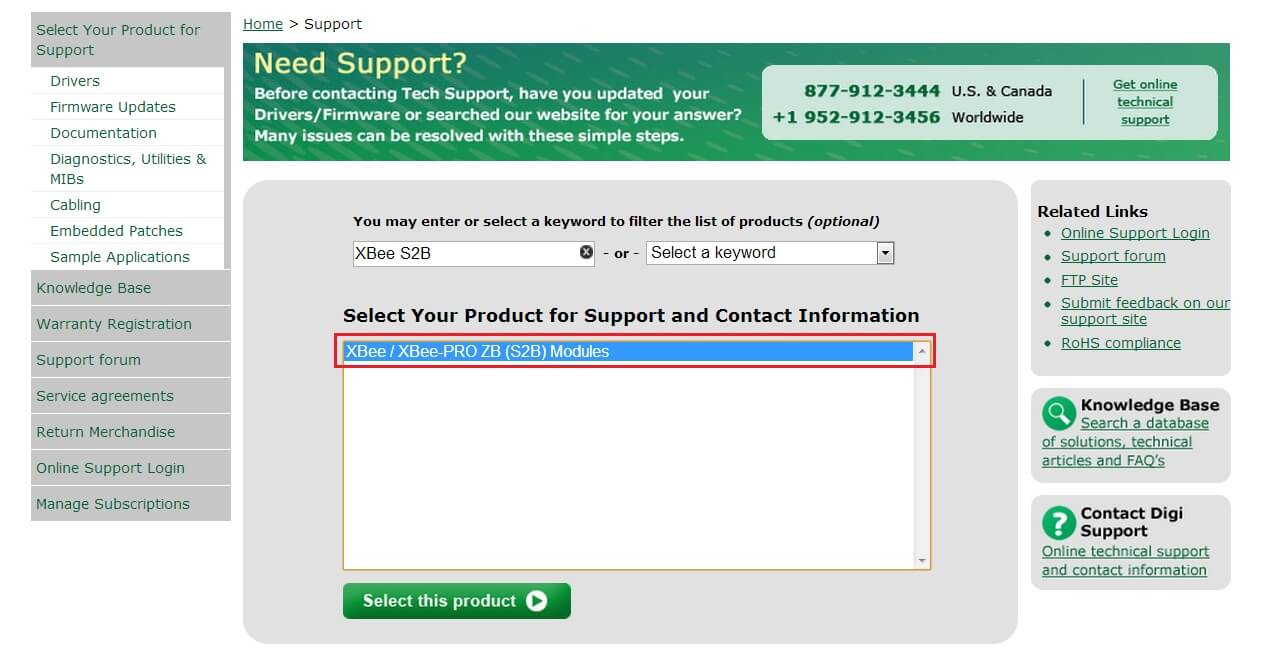 Select Your Product for
Support
Drivers
Firmware Updates
Documentation
Diagnostics, Utilities &
MIBs
Cabling
Embedded Patches
Sample Applications
Knowledge Base
Warranty Registration
Support forum
Service agreements
Return Merchandise
Online Support Login
Manage Subscriptions
Home > Support
Need Support?
Before contacting Tech Support, have you updated your
Drivers/Firmware or searched our website for your answer?
Many issues can be resolved with these simple steps.
877-912-3444 U.S. & Canada
+1 952-912-3456 Worldwide
Get online
technical
support
You may enter or select a keyword to filter the list of products (optional)
XBee S2B - or - Select a keyword
Select Your Product for Support and Contact Information
XBee / XBee-PRO ZB (S2B) Modules
Select this product
Related Links
Online Support Login
Support forum
FTP Site
Submit feedback on our
support site
RoHS compliance
Knowledge Base
Search a database
of solutions, technical
articles and FAQ's
Contact Digi
Support
Online technical support
and contact information